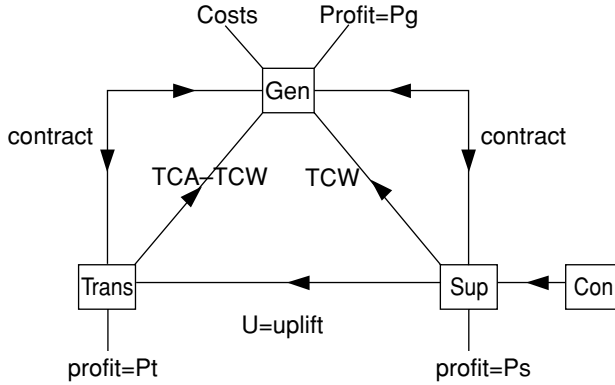 Costs
Profit=Pg
Gen
contract
contract
TCA–TCW
TCW
Trans
Sup
Con
U=uplift
profit=Pt
profit=Ps